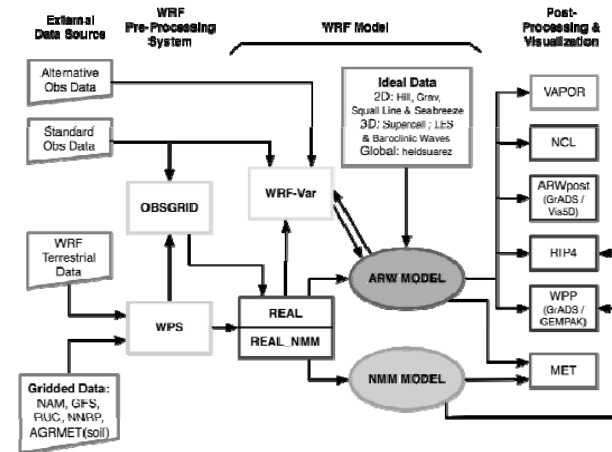 External
Data Source
WRF
Pre-Processing
System
WRF Model
Post-
Processing &
Visualization
Alternative
Obs Data
Standard
Obs Data
WRF
Terrestrial
Data
Gridded Data:
NAM, GFS,
RUC, NNRP,
AGRMET(soil)
OBSGRID
WPS
WRF-Var
REAL
REAL_NMM
Ideal Data
2D: Hill, Grav,
Squall Line & Seabreeze
3D: Supercell ; LES
& Baroclinic Waves
Global: heldsuarez
ARW MODEL
NMM MODEL
VAPOR
NCL
ARWpost
(GrADS /
Vis5D)
RIP4
WPP
(GrADS /
GEMPAK)
MET